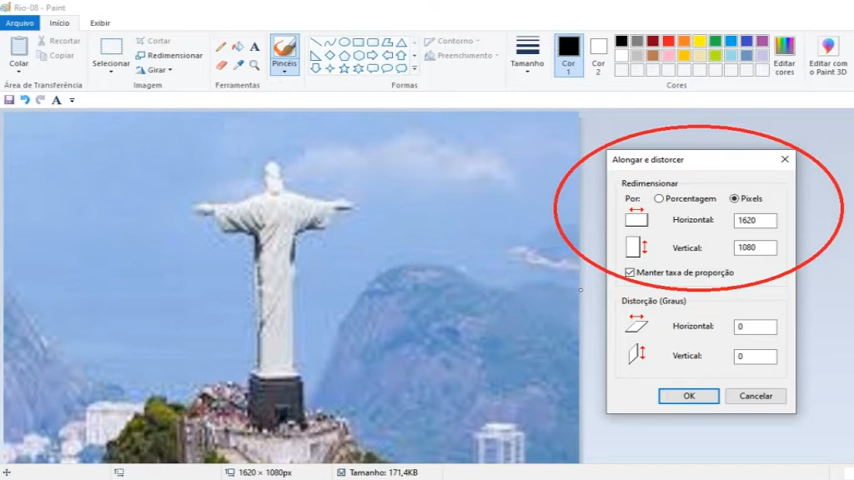 Rio-08 - Paint
Arquivo Início Exibir
Colar
Recortar
Copiar
Área de Transferência
Selecionar
Cortar
Redimensionar
Girar
Imagem
A
Ferramentas
Pincéis
Contorno
Preenchimento
Formas
Tamanho
Cor
1
Cor
2
Cores
Editar
cores
Editar com
o Paint 3D
A
Alongar e distorcer
Redimensionar
Por: Porcentagem Pixels
Horizontal: 1620
Vertical: 1080
Manter taxa de proporção
Distorção (Graus)
Horizontal: 0
Vertical: 0
OK Cancelar
1620 × 1080px Tamanho: 171,4KB